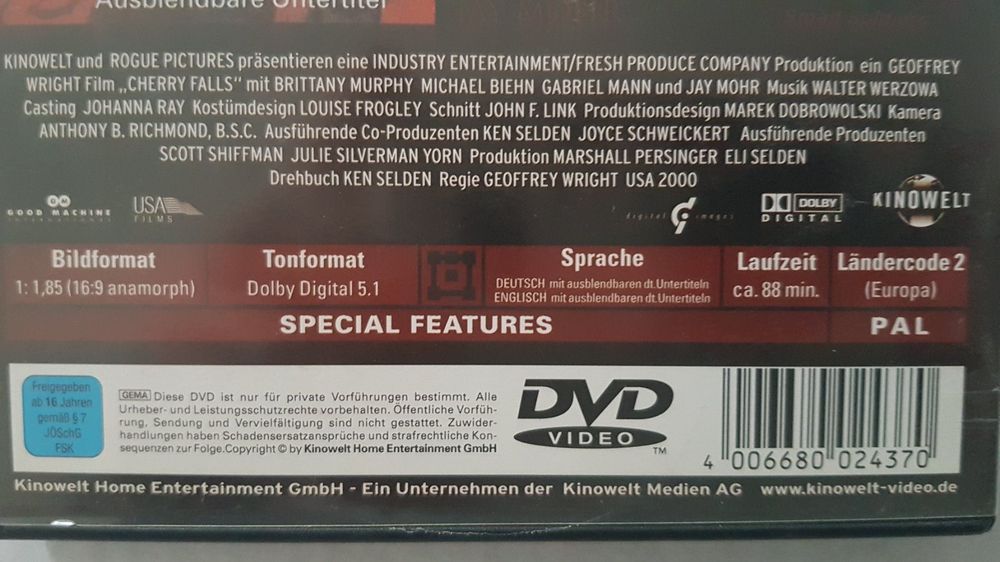 Ausblendbare Untertitel
KINOWELT und ROGUE PICTURES präsentieren eine INDUSTRY ENTERTAINMENT/FRESH PRODUCE COMPANY Produktion ein GEOFFREY
WRIGHT Film „CHERRY FALLS“ mit BRITTANY MURPHY MICHAEL BIEHN GABRIEL MANN und JAY MOHR Musik WALTER WERZOWA
Casting JOHANNA RAY Kostümdesign LOUISE FROGLEY Schnitt JOHN F. LINK Produktionsdesign MAREK DOBROWOLSKI Kamera
ANTHONY B. RICHMOND, B.S.C. Ausführende Co-Produzenten KEN SELDEN JOYCE SCHWEICKERT Ausführende Produzenten
SCOTT SHIFFMAN JULIE SILVERMAN YORN Produktion MARSHALL PERSINGER ELI SELDEN
Drehbuch KEN SELDEN Regie GEOFFREY WRIGHT USA 2000
GM
GOOD MACHINE
INTERNATIONAL
USA
FILMS
digital images
DOLBY
DIGITAL
KINOWELT
Bildformat
1: 1,85 (16:9 anamorph)
Tonformat
Dolby Digital 5.1
Sprache
DEUTSCH mit ausblendbaren dt. Untertiteln
ENGLISCH mit ausblendbaren dt. Untertiteln
Laufzeit
ca. 88 min.
Ländercode 2
(Europa)
SPECIAL FEATURES
PAL
Freigegeben
ab 16 Jahren
gemäß § 7
JÖSchG
FSK
GEMA Diese DVD ist nur für private Vorführungen bestimmt. Alle
Urheber- und Leistungsschutzrechte vorbehalten. Öffentliche Vorfüh-
rung, Sendung und Vervielfältigung sind nicht gestattet. Zuwider-
handlungen haben Schadensersatzansprüche und strafrechtliche Kon-
sequenzen zur Folge.Copyright © by Kinowelt Home Entertainment GmbH
DVD
VIDEO
TM
4 006680 024370
Kinowelt Home Entertainment GmbH - Ein Unternehmen der Kinowelt Medien AG www.kinowelt-video.de